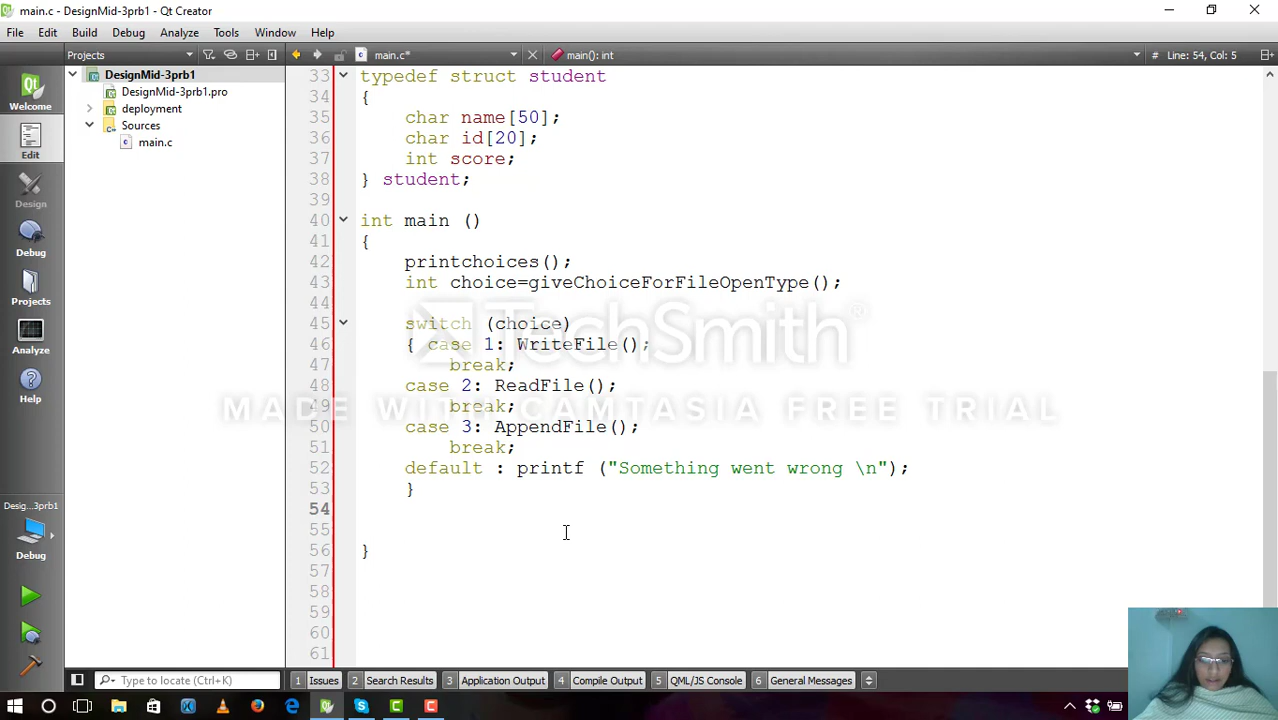 main.c - DesignMid-3prb1 - Qt Creator
File Edit Build Debug Analyze Tools Window Help
Projects main.c* main(): int # Line: 54, Col: 5
DesignMid-3prb1
DesignMid-3prb1.pro
deployment
Sources
main.c
Welcome
Edit
Design
Debug
Projects
Analyze
Help
Desig...3prb1
Debug
33 typedef struct student
34 {
35 char name[50];
36 char id[20];
37 int score;
38 } student;
39
40 int main ()
41 {
42 printchoices();
43 int choice=giveChoiceForFileOpenType();
44
45 switch (choice)
46 { case 1: WriteFile();
47 break;
48 case 2: ReadFile();
49 break;
50 case 3: AppendFile();
51 break;
52 default : printf ("Something went wrong \n");
53 }
54
55
56 }
57
58
59
60
61
TechSmith®
MADE WITH CAMTASIA FREE TRIAL
Type to locate (Ctrl+K) 1 Issues 2 Search Results 3 Application Output 4 Compile Output 5 QML/JS Console 6 General Messages